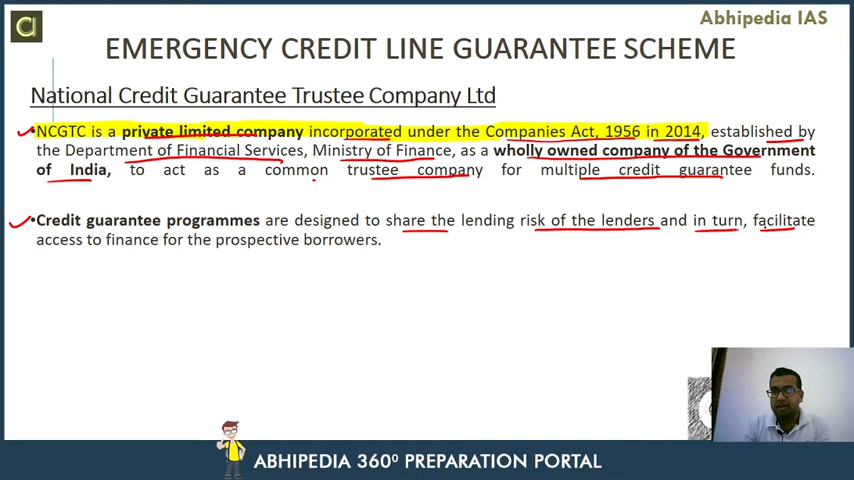 Abhipedia IAS
EMERGENCY CREDIT LINE GUARANTEE SCHEME
National Credit Guarantee Trustee Company Ltd
•NCGTC is a private limited company incorporated under the Companies Act, 1956 in 2014, established by
the Department of Financial Services, Ministry of Finance, as a wholly owned company of the Government
of India, to act as a common trustee company for multiple credit guarantee funds.
•Credit guarantee programmes are designed to share the lending risk of the lenders and in turn, facilitate
access to finance for the prospective borrowers.
ABHIPEDIA 360⁰ PREPARATION PORTAL